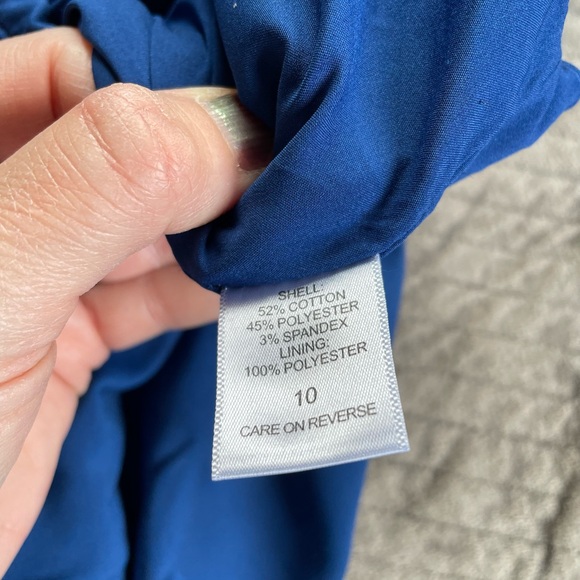 SHELL:
52% COTTON
45% POLYESTER
3% SPANDEX
LINING:
100% POLYESTER
10
CARE ON REVERSE